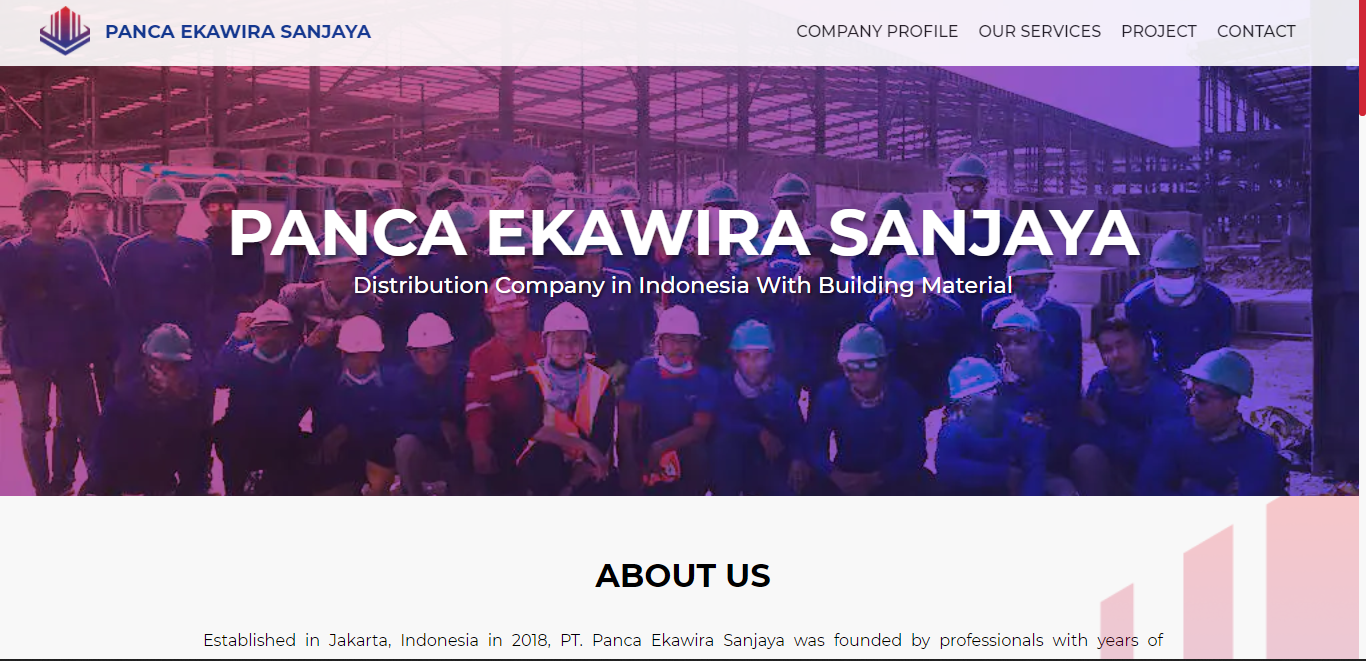 PANCA EKAWIRA SANJAYA
COMPANY PROFILE
OUR SERVICES
PROJECT
CONTACT
PANCA EKAWIRA SANJAYA
Distribution Company in Indonesia With Building Material
ABOUT US
Established in Jakarta, Indonesia in 2018, PT. Panca Ekawira Sanjaya was founded by professionals with years of